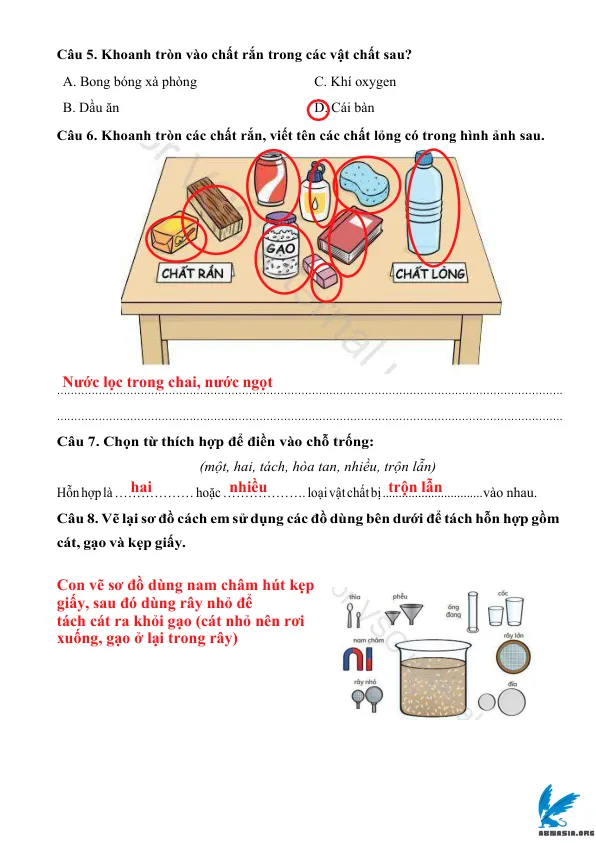 Câu 5. Khoanh tròn vào chất rắn trong các vật chất sau?
A. Bong bóng xà phòng
C. Khí oxygen
B. Dầu ăn
D. Cái bàn
Câu 6. Khoanh tròn các chất rắn, viết tên các chất lỏng có trong hình ảnh sau.
GẠO
CHẤT RẮN
CHẤT LỎNG
Nước lọc trong chai, nước ngọt
Câu 7. Chọn từ thích hợp để điền vào chỗ trống:
(một, hai, tách, hòa tan, nhiều, trộn lẫn)
Hỗn hợp là ... hai ... hoặc ... nhiều ... loại vật chất bị ... trộn lẫn ... vào nhau.
Câu 8. Vẽ lại sơ đồ cách em sử dụng các đồ dùng bên dưới để tách hỗn hợp gồm
cát, gạo và kẹp giấy.
Con vẽ sơ đồ dùng nam châm hút kẹp
giấy, sau đó dùng rây nhỏ để
tách cát ra khỏi gạo (cát nhỏ nên rơi
xuống, gạo ở lại trong rây)
thìa
phễu
ống
đong
cốc
nam châm
rây lớn
rây nhỏ
đĩa
ABMASIA.ORG